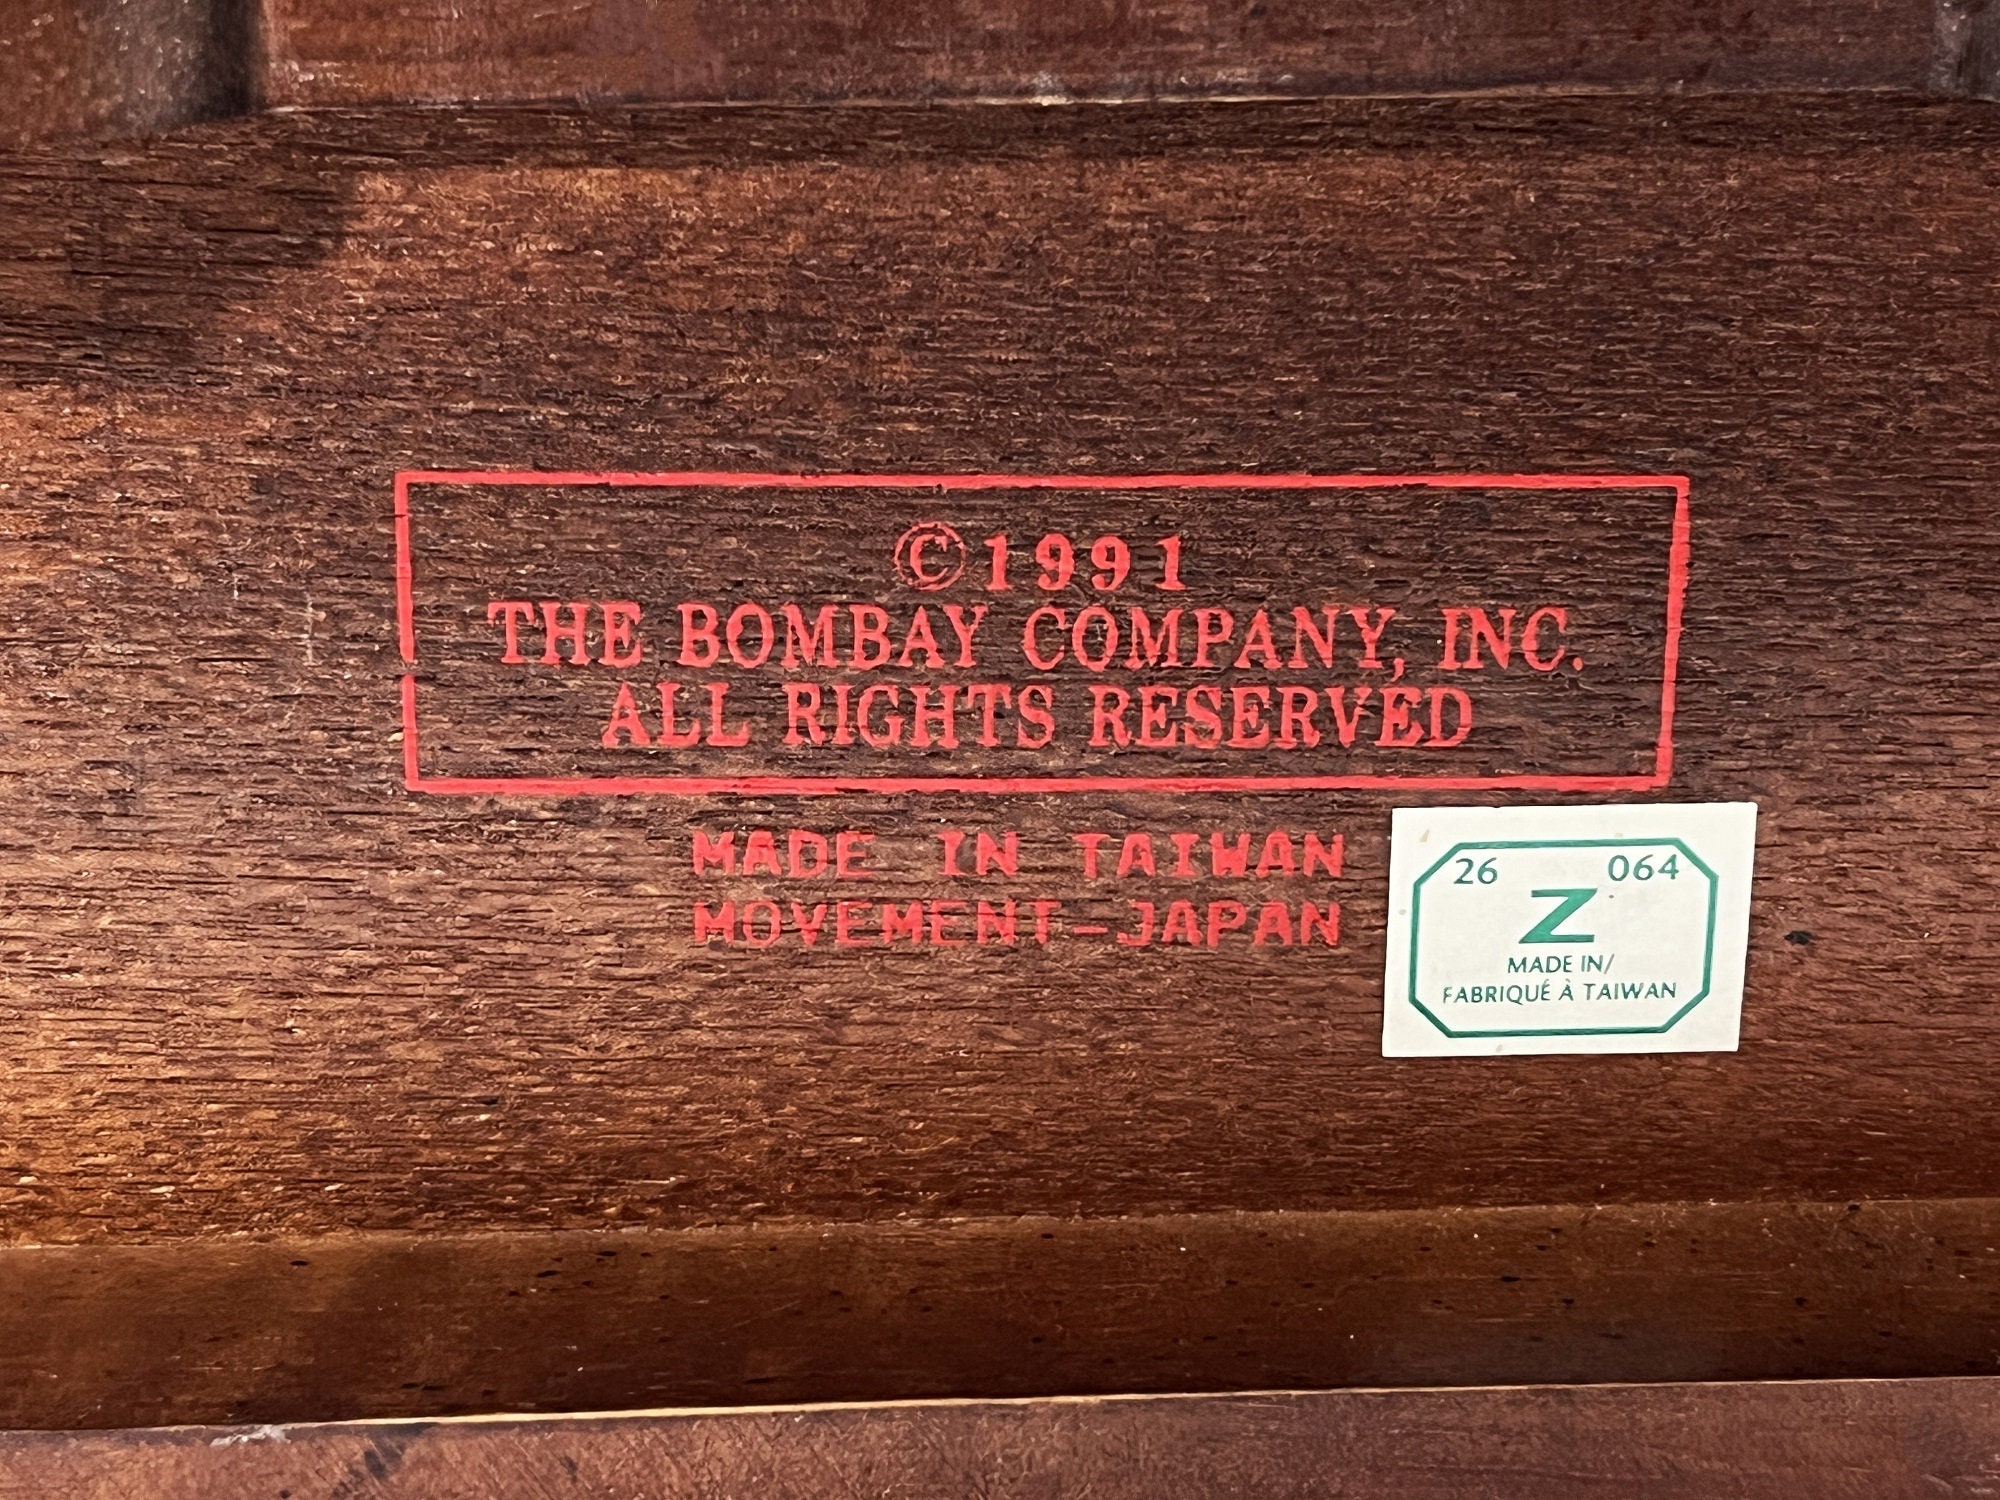 ©1991
THE BOMBAY COMPANY, INC.
ALL RIGHTS RESERVED
MADE IN TAIWAN
MOVEMENT-JAPAN
26 064
Z
MADE IN/
FABRIQUÉ À TAIWAN